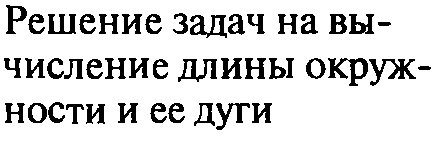 Решение задач на вы-
числение длины окруж-
ности и ее дуги